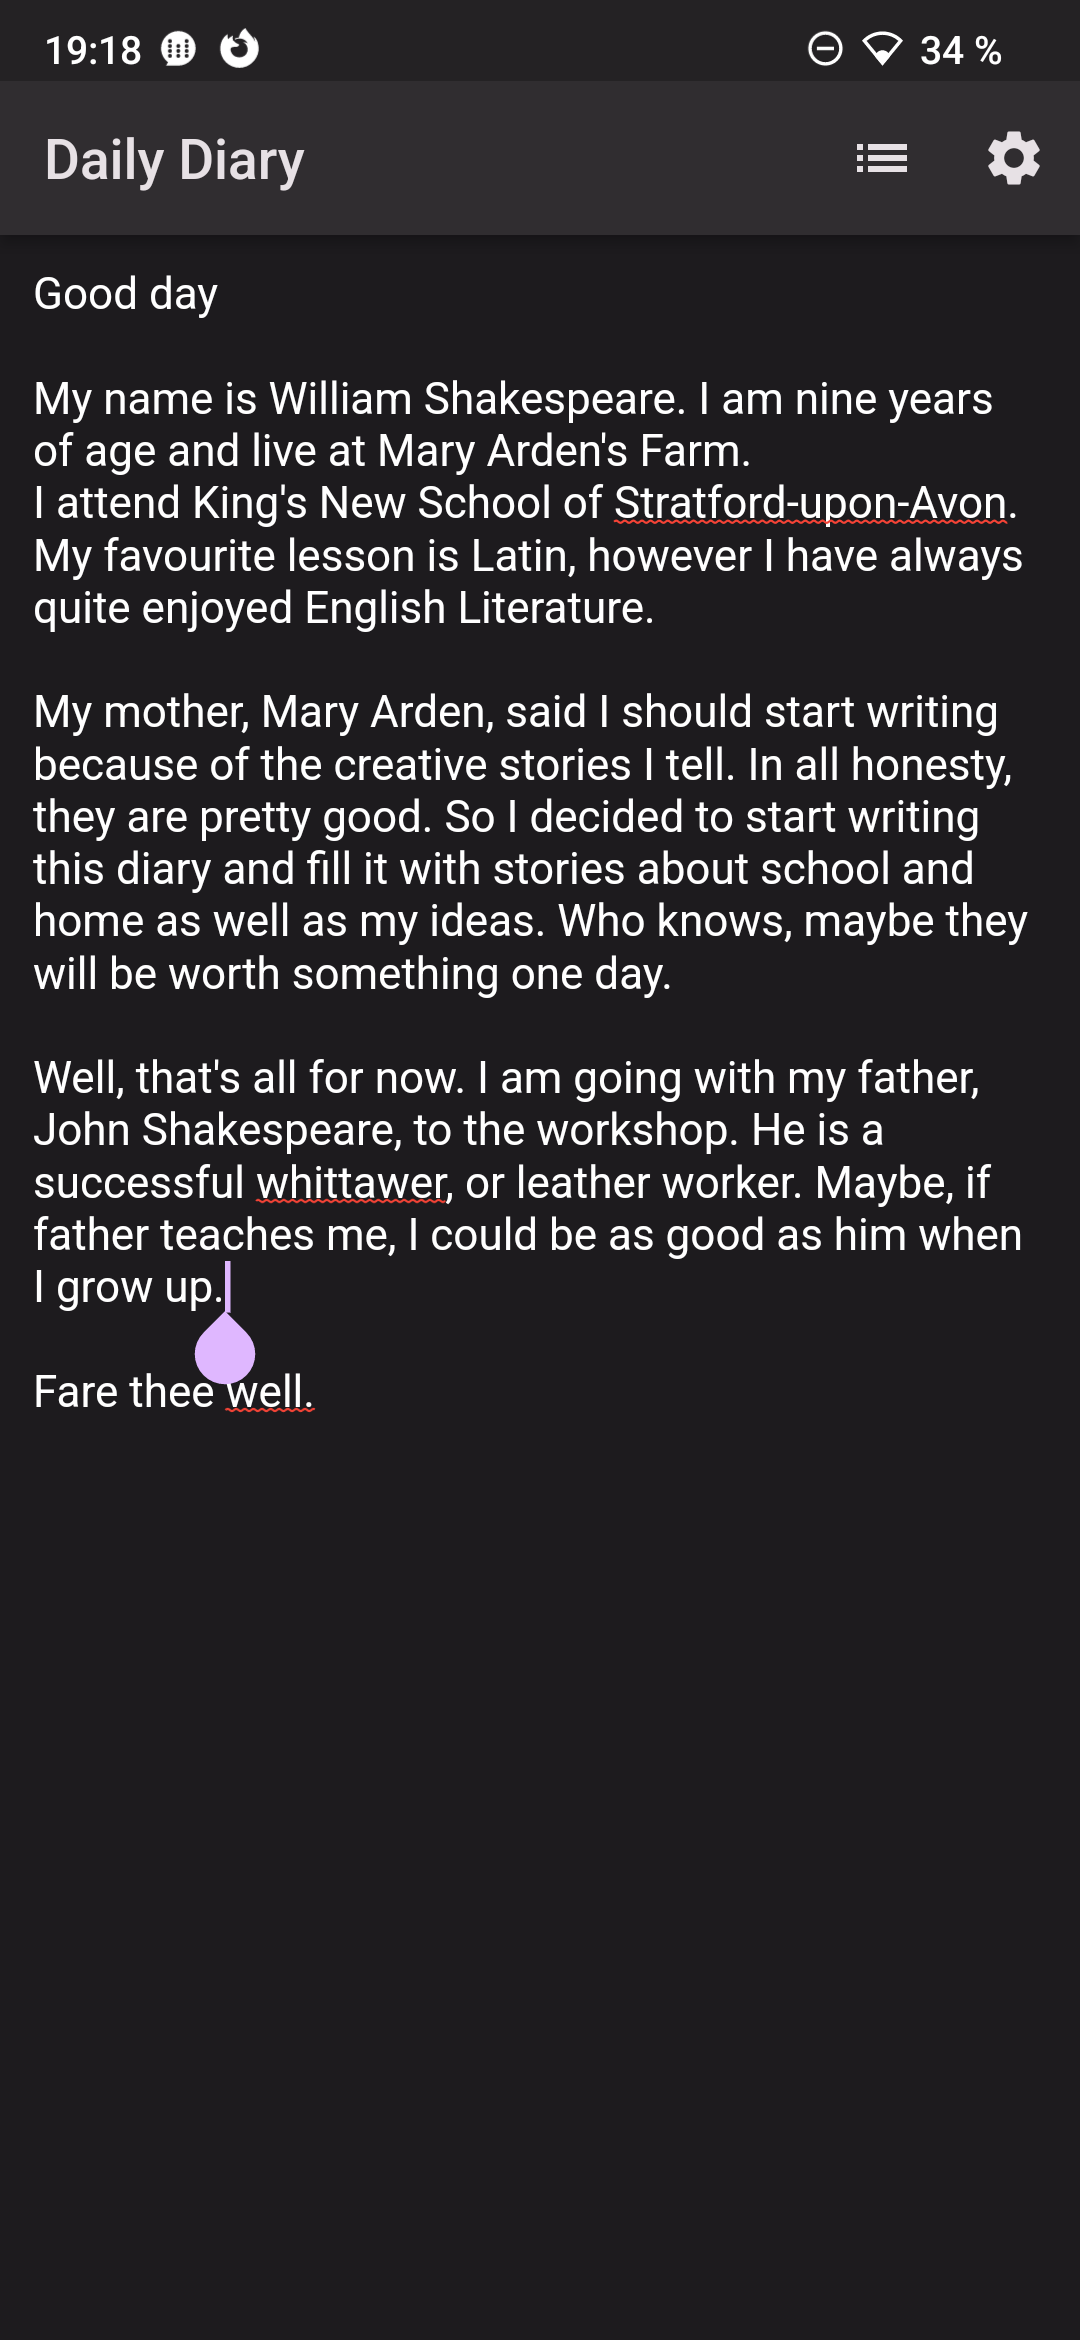 19:18
34 %
Daily Diary
Good day
My name is William Shakespeare. I am nine years
of age and live at Mary Arden's Farm.
I attend King's New School of Stratford-upon-Avon.
My favourite lesson is Latin, however I have always
quite enjoyed English Literature.
My mother, Mary Arden, said I should start writing
because of the creative stories I tell. In all honesty,
they are pretty good. So I decided to start writing
this diary and fill it with stories about school and
home as well as my ideas. Who knows, maybe they
will be worth something one day.
Well, that's all for now. I am going with my father,
John Shakespeare, to the workshop. He is a
successful whittawer, or leather worker. Maybe, if
father teaches me, I could be as good as him when
I grow up.
Fare thee well.